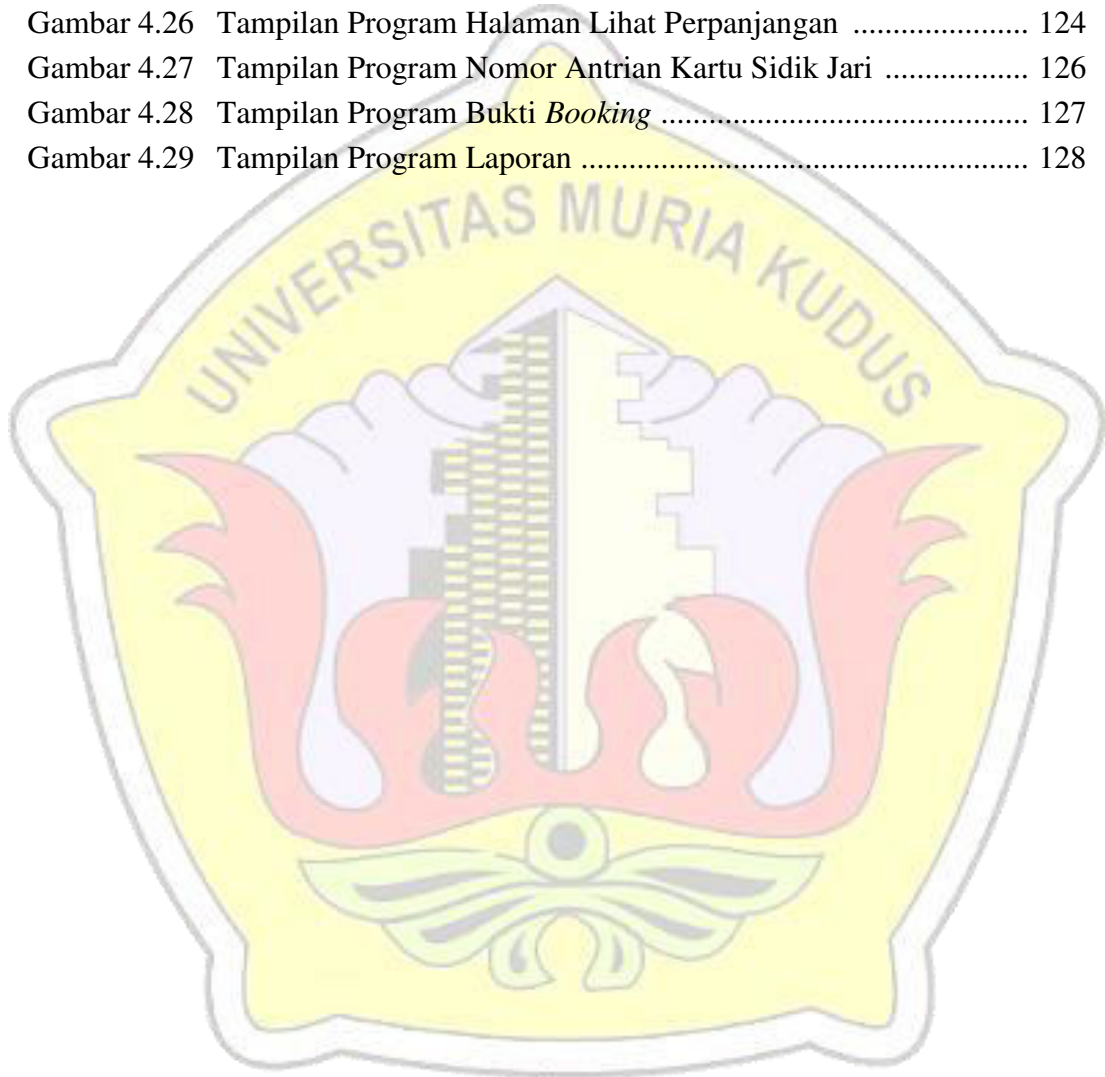 Gambar 4.26 Tampilan Program Halaman Lihat Perpanjangan ..................... 124
Gambar 4.27 Tampilan Program Nomor Antrian Kartu Sidik Jari ................. 126
Gambar 4.28 Tampilan Program Bukti Booking ........................................... 127
Gambar 4.29 Tampilan Program Laporan .................................................... 128
UNIVERSITAS MURIA KUDUS